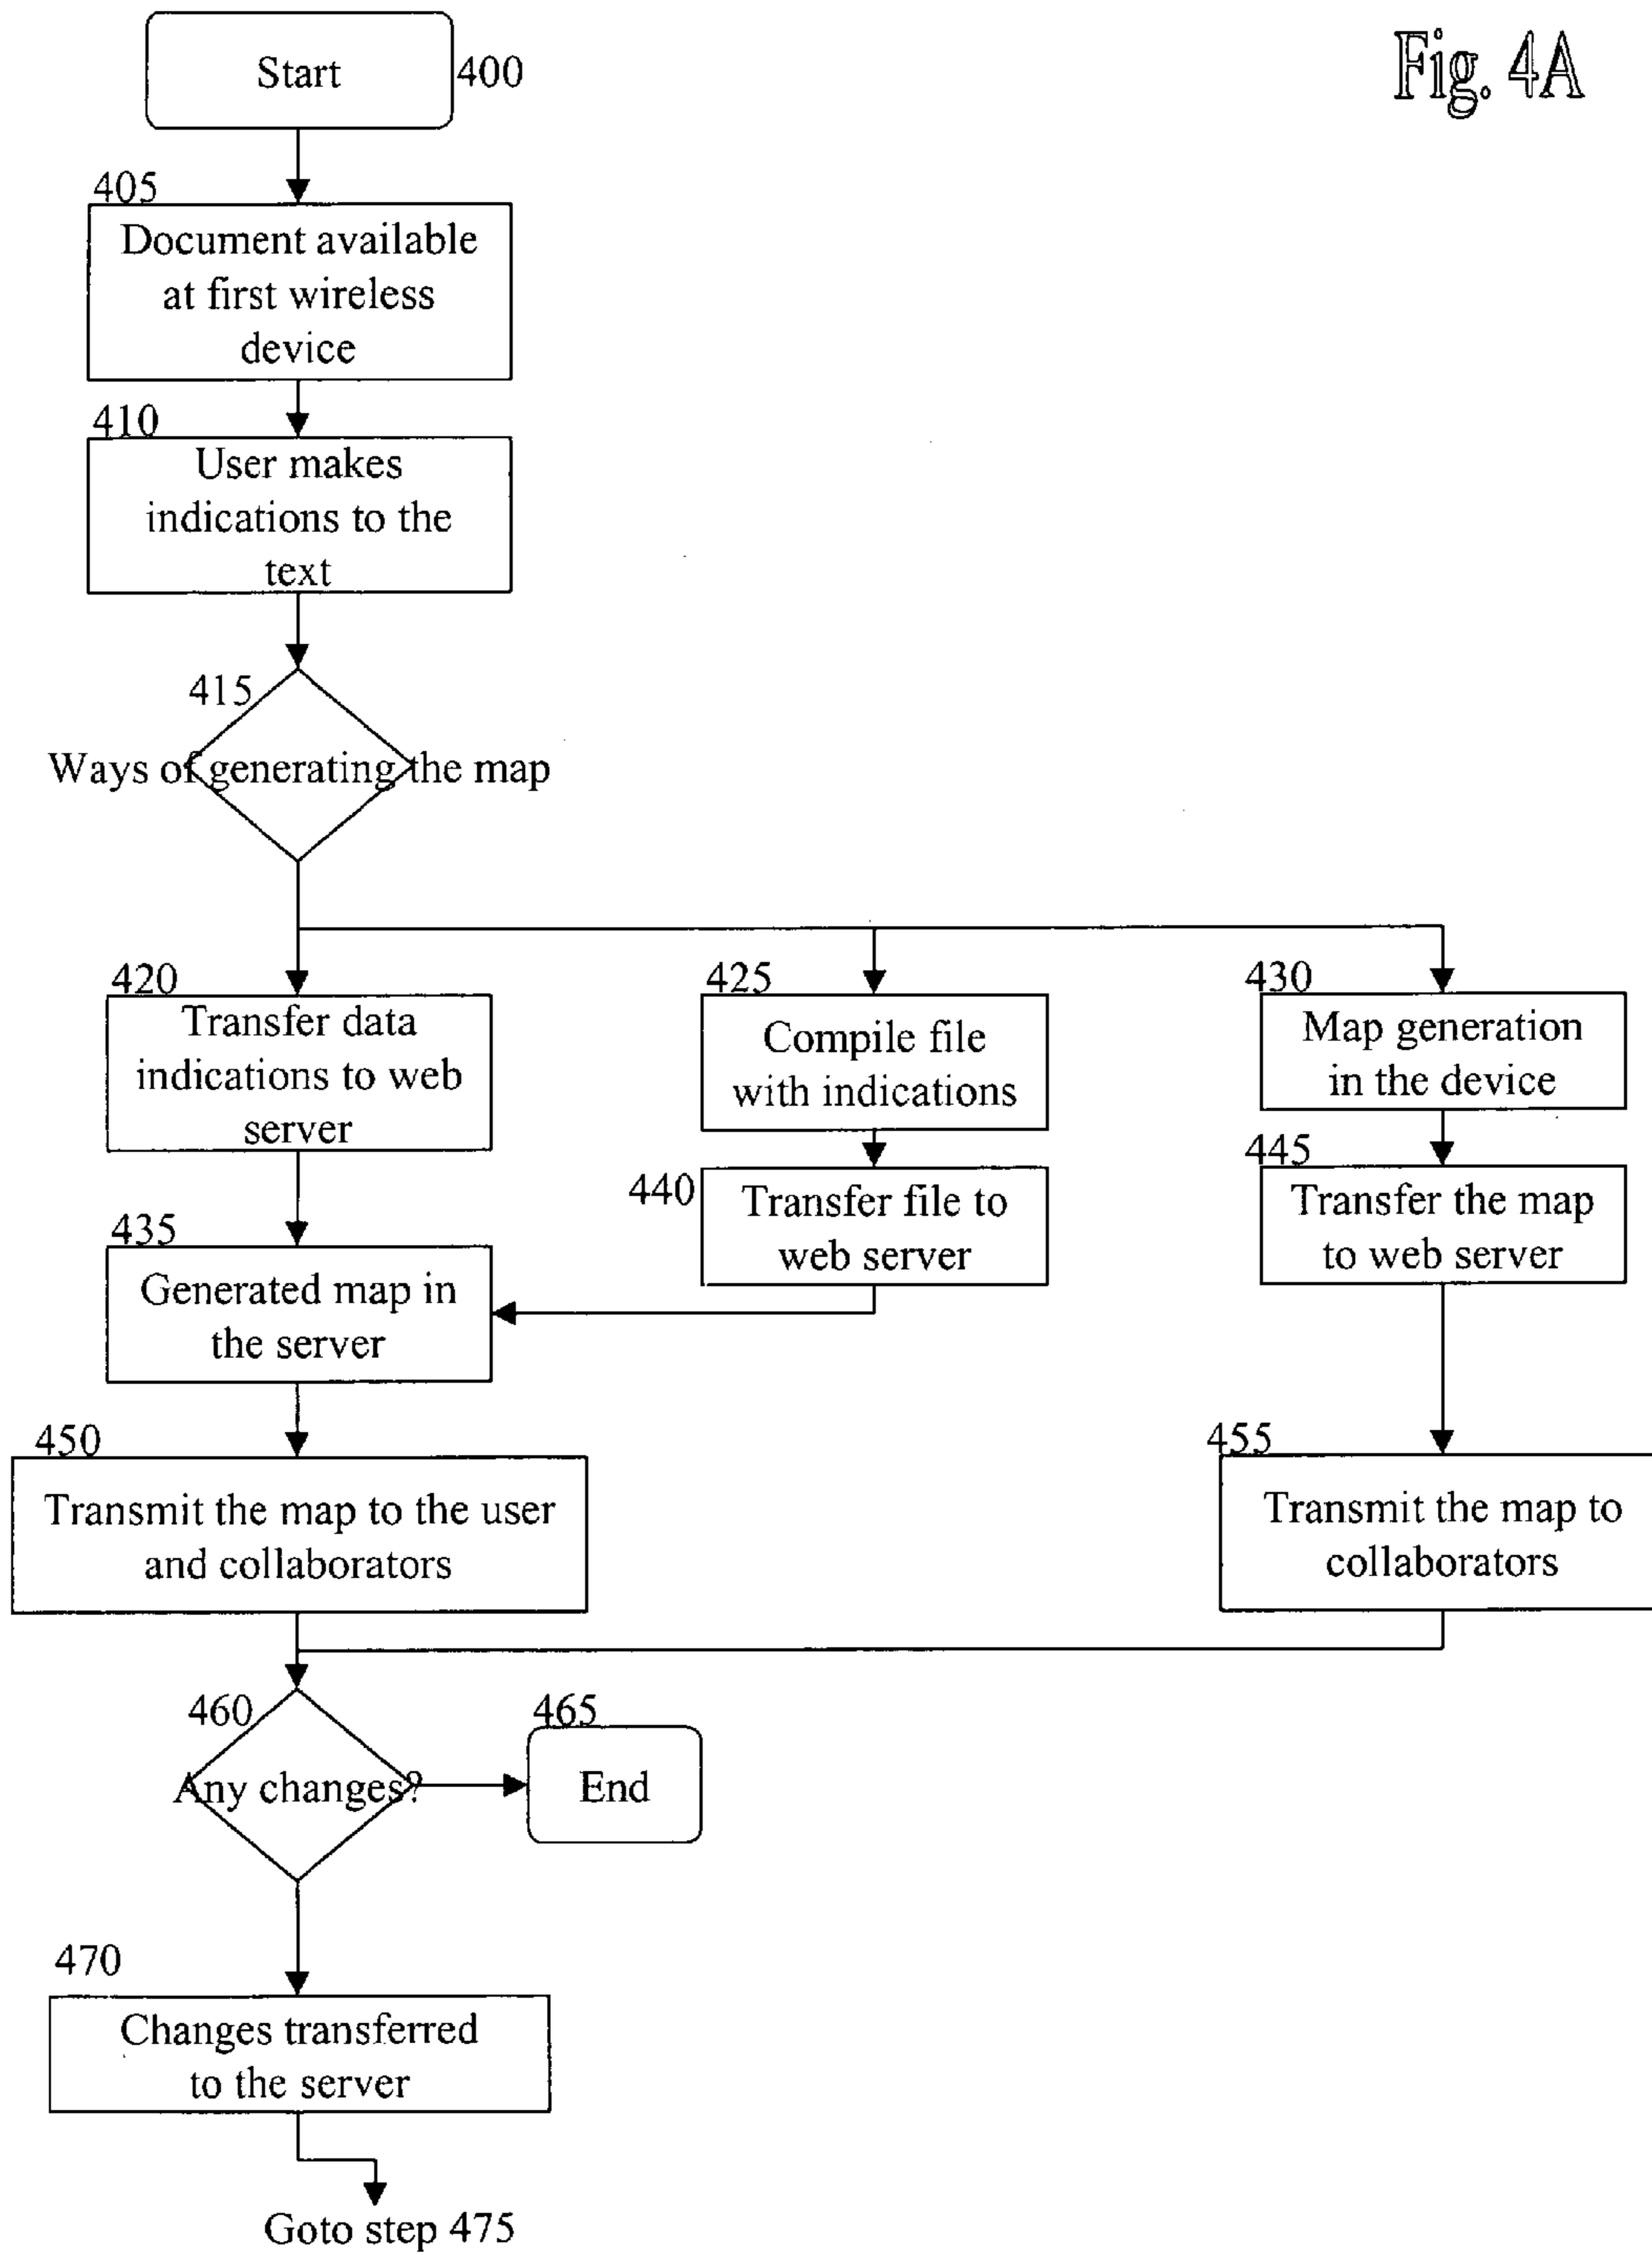 Fig. 4A
Start
400
405
Document available
at first wireless
device
410
User makes
indications to the
text
415
Ways of generating the map
420
Transfer data
indications to web
server
425
Compile file
with indications
430
Map generation
in the device
435
Generated map in
the server
440
Transfer file to
web server
445
Transfer the map
to web server
450
Transmit the map to the user
and collaborators
455
Transmit the map to
collaborators
460
Any changes?
465
End
470
Changes transferred
to the server
Goto step 475